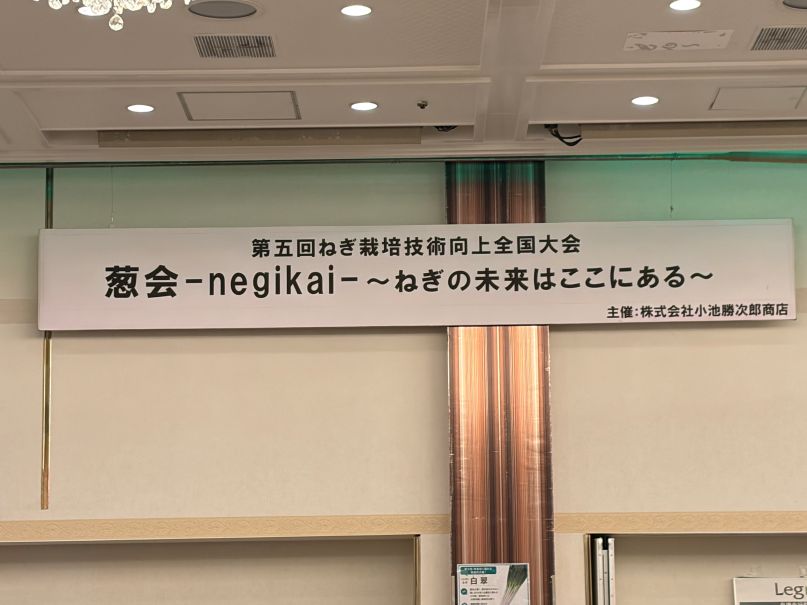 第五回ねぎ栽培技術向上全国大会
葱会-negikai-～ねぎの未来はここにある～
主催:株式会社小池勝次郎商店
白翠
Leg